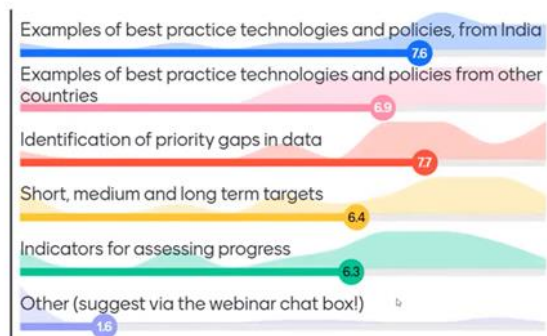 Examples of best practice technologies and policies, from India
7.6
Examples of best practice technologies and policies from other
countries
6.9
Identification of priority gaps in data
7.7
Short, medium and long term targets
6.4
Indicators for assessing progress
6.3
Other (suggest via the webinar chat box!)
1.6